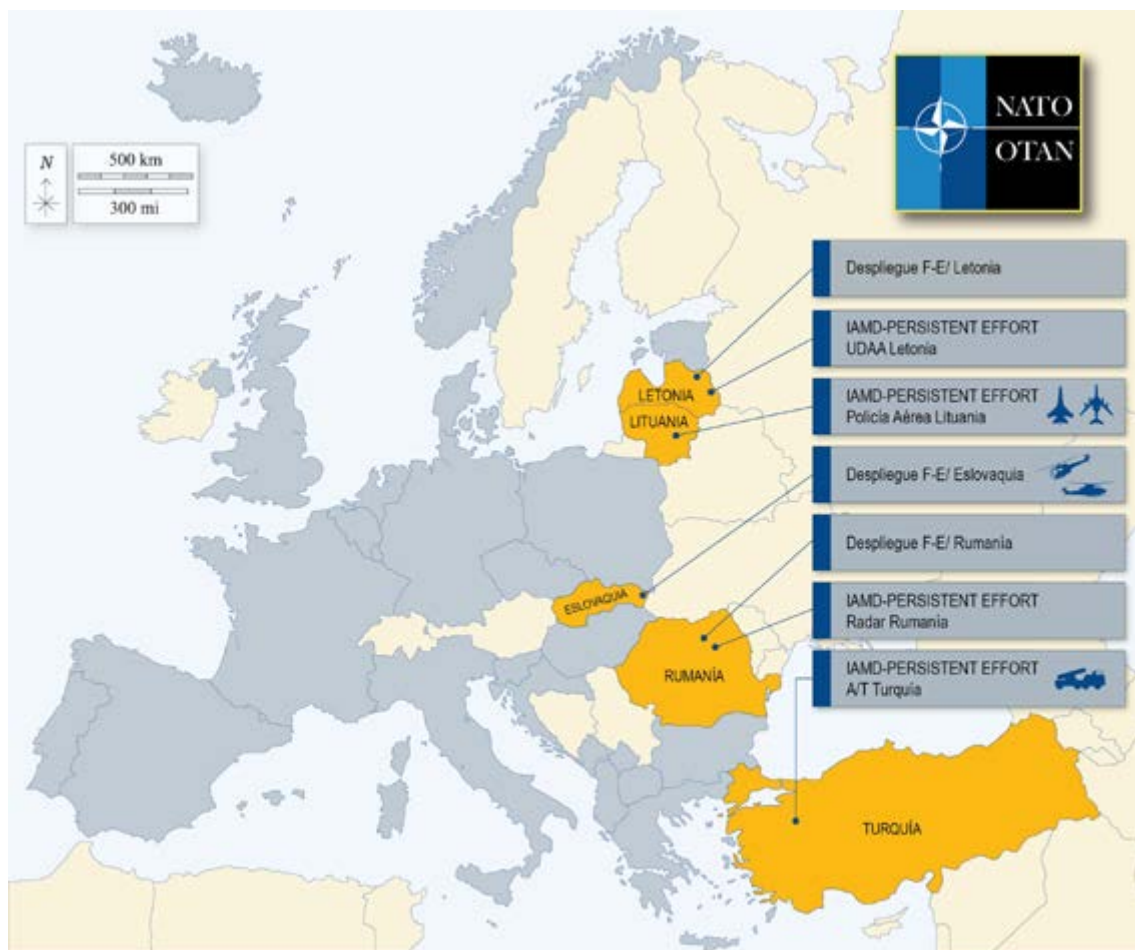 NATO
OTAN
N
500 km
300 mi
Despliegue F-E/ Letonia
IAMD-PERSISTENT EFFORT
UDAA Letonia
IAMD-PERSISTENT EFFORT
Policía Aérea Lituania
Despliegue F-E/ Eslovaquia
Despliegue F-E/ Rumanía
IAMD-PERSISTENT EFFORT
Radar Rumanía
IAMD-PERSISTENT EFFORT
A/T Turquía
LETONIA
LITUANIA
ESLOVAQUIA
RUMANÍA
TURQUÍA